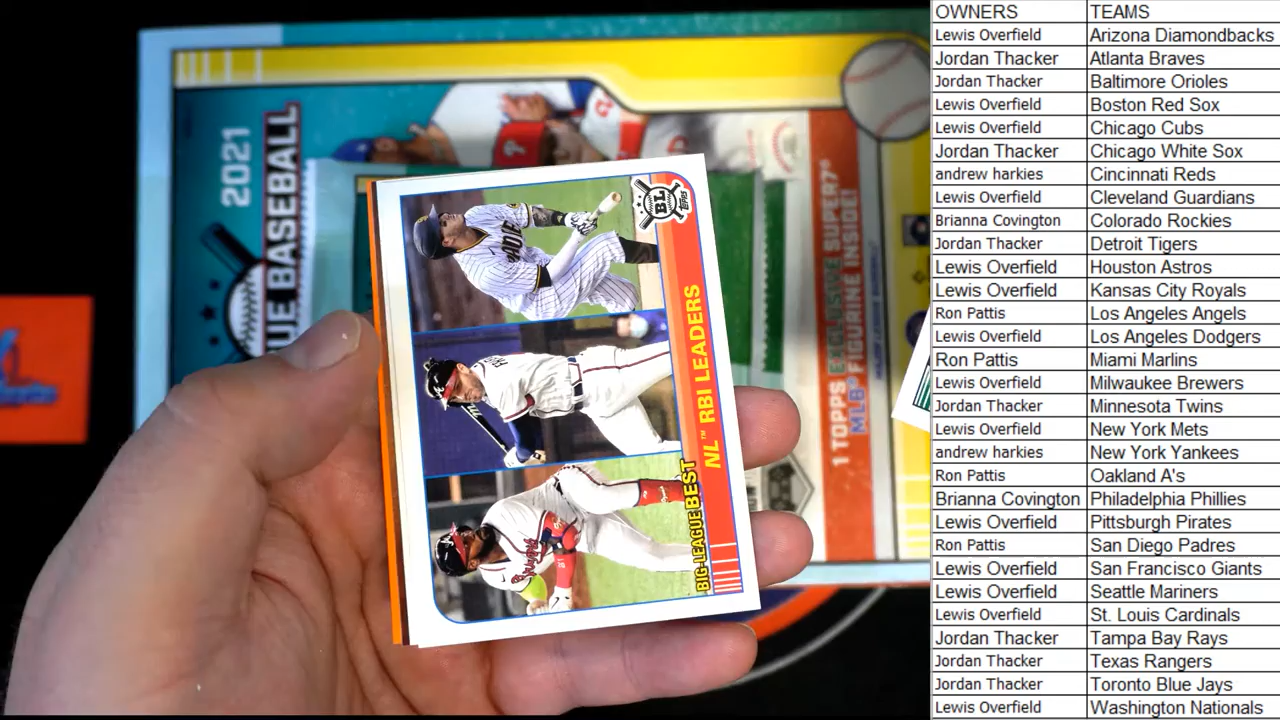 2021
UE BASEBALL
1 TOPPS EXCLUSIVE SUPER7
MLB FIGURINE INSIDE!
BL
Topps
NL™ RBI LEADERS
BIG-LEAGUE BEST
OWNERS TEAMS
Lewis Overfield Arizona Diamondbacks
Jordan Thacker Atlanta Braves
Jordan Thacker Baltimore Orioles
Lewis Overfield Boston Red Sox
Lewis Overfield Chicago Cubs
Jordan Thacker Chicago White Sox
andrew harkies Cincinnati Reds
Lewis Overfield Cleveland Guardians
Brianna Covington Colorado Rockies
Jordan Thacker Detroit Tigers
Lewis Overfield Houston Astros
Lewis Overfield Kansas City Royals
Ron Pattis Los Angeles Angels
Lewis Overfield Los Angeles Dodgers
Ron Pattis Miami Marlins
Lewis Overfield Milwaukee Brewers
Jordan Thacker Minnesota Twins
Lewis Overfield New York Mets
andrew harkies New York Yankees
Ron Pattis Oakland A's
Brianna Covington Philadelphia Phillies
Lewis Overfield Pittsburgh Pirates
Ron Pattis San Diego Padres
Lewis Overfield San Francisco Giants
Lewis Overfield Seattle Mariners
Lewis Overfield St. Louis Cardinals
Jordan Thacker Tampa Bay Rays
Jordan Thacker Texas Rangers
Jordan Thacker Toronto Blue Jays
Lewis Overfield Washington Nationals